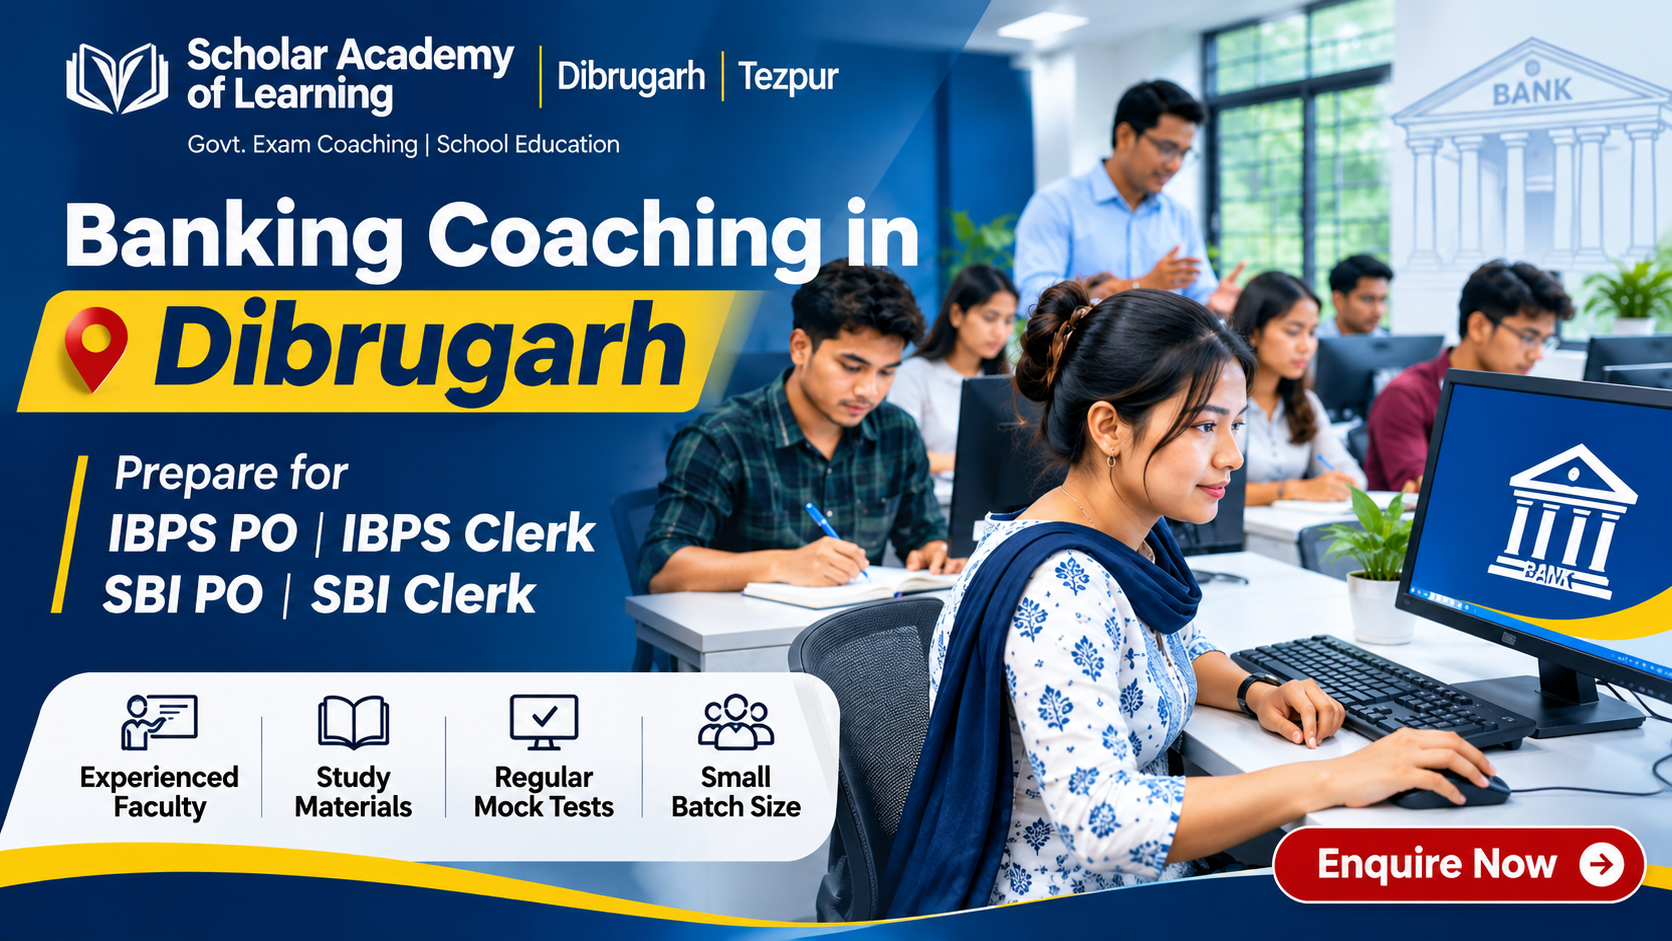 Scholar Academy
of Learning
Dibrugarh | Tezpur
Govt. Exam Coaching | School Education
BANK
Banking Coaching in
Dibrugarh
Prepare for
IBPS PO | IBPS Clerk
SBI PO | SBI Clerk
BANK
Experienced
Faculty
Study
Materials
Regular
Mock Tests
Small
Batch Size
Enquire Now